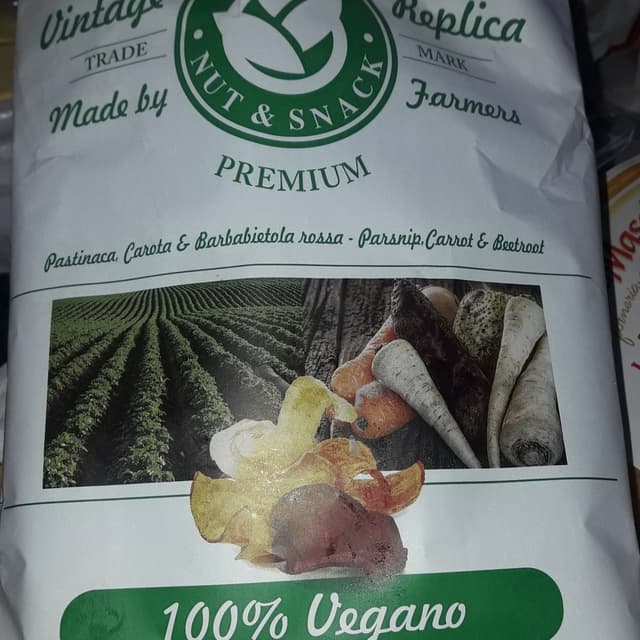 Vintage Replica
TRADE MARK
Made by Farmers
• NUT & SNACK •
PREMIUM
Pastinaca, Carota & Barbabietola rossa - Parsnip, Carrot & Beetroot
100% Vegano